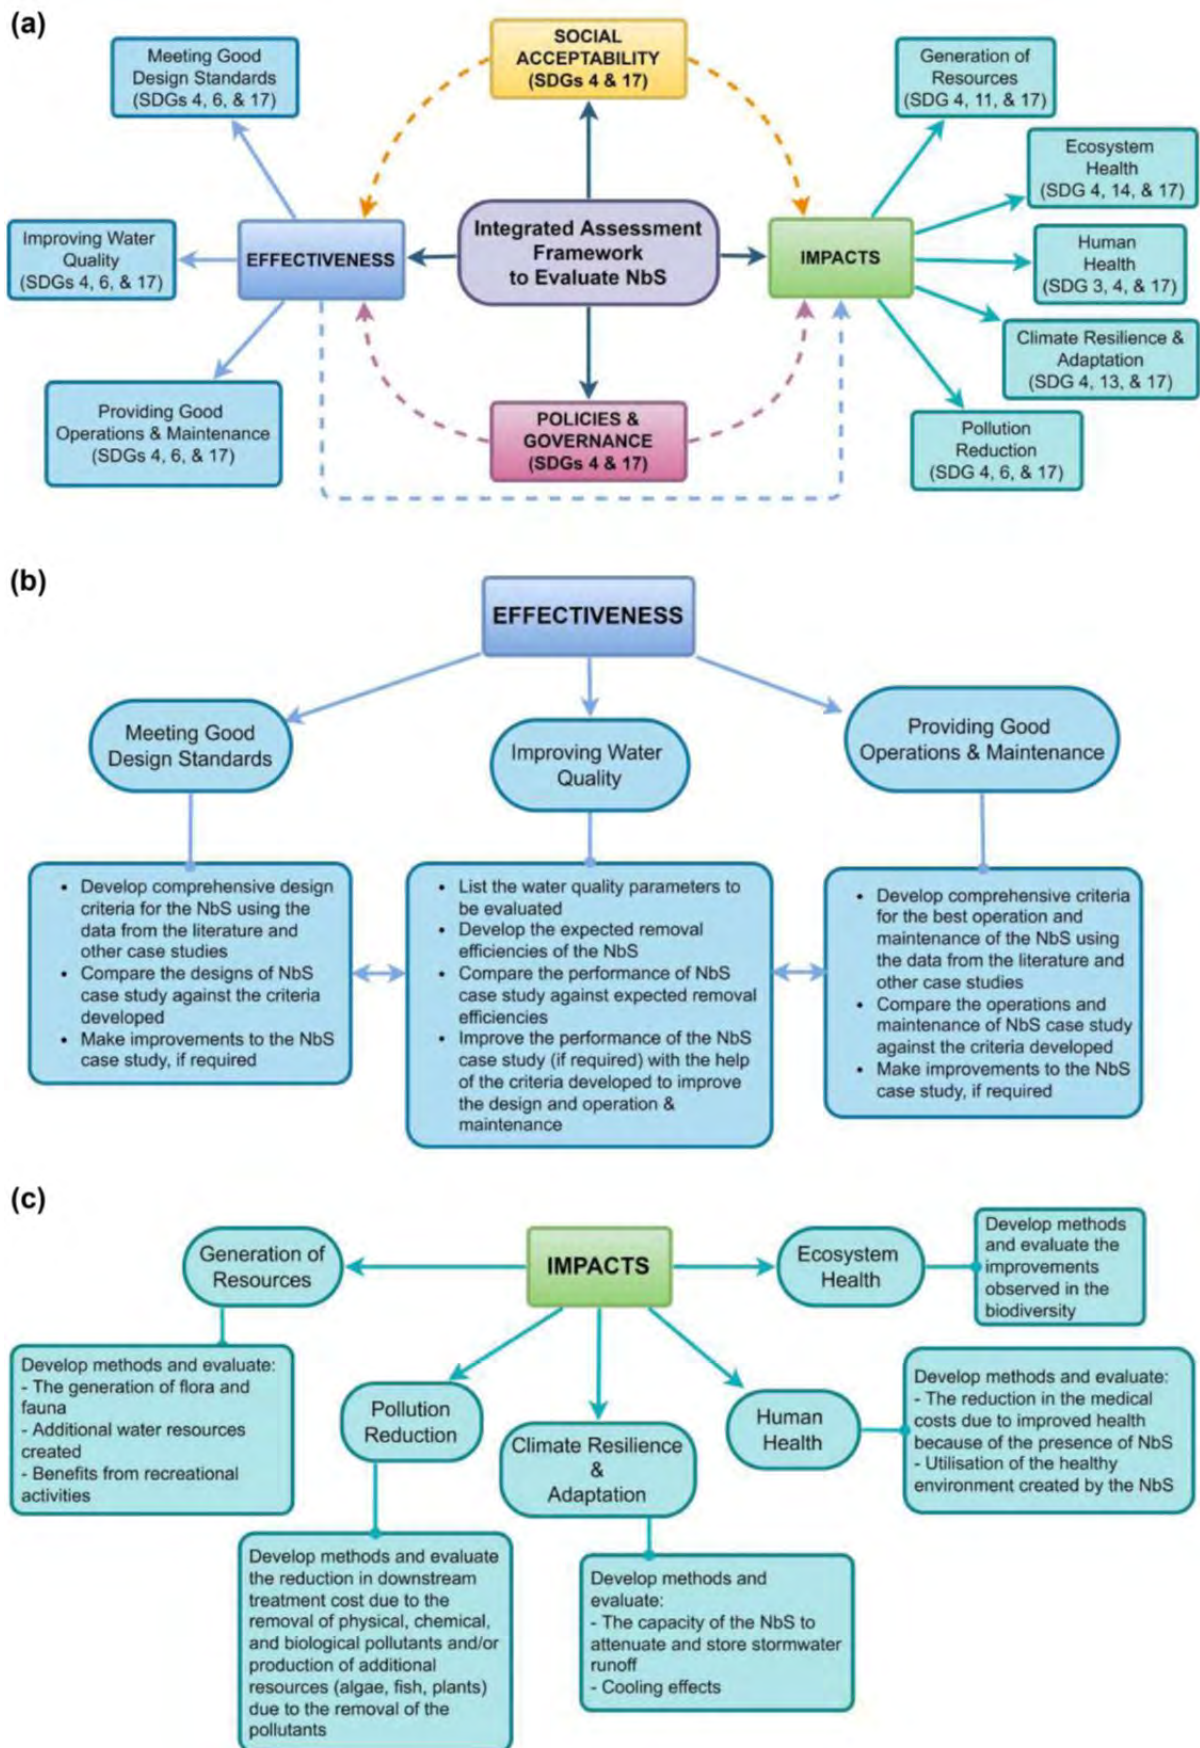 (a)
Meeting Good
Design Standards
(SDGs 4, 6, & 17)
SOCIAL
ACCEPTABILITY
(SDGs 4 & 17)
Generation of
Resources
(SDG 4, 11, & 17)
Ecosystem
Health
(SDG 4, 14, & 17)
Improving Water
Quality
(SDGs 4, 6, & 17)
EFFECTIVENESS
Integrated Assessment
Framework
to Evaluate NbS
IMPACTS
Human
Health
(SDG 3, 4, & 17)
Climate Resilience &
Adaptation
(SDG 4, 13, & 17)
Providing Good
Operations & Maintenance
(SDGs 4, 6, & 17)
POLICIES &
GOVERNANCE
(SDGs 4 & 17)
Pollution
Reduction
(SDG 4, 6, & 17)
(b)
EFFECTIVENESS
Meeting Good
Design Standards
Improving Water
Quality
Providing Good
Operations & Maintenance
• Develop comprehensive design
criteria for the NbS using the
data from the literature and
other case studies
• Compare the designs of NbS
case study against the criteria
developed
• Make improvements to the NbS
case study, if required
• List the water quality parameters to
be evaluated
• Develop the expected removal
efficiencies of the NbS
• Compare the performance of NbS
case study against expected removal
efficiencies
• Improve the performance of the NbS
case study (if required) with the help
of the criteria developed to improve
the design and operation &
maintenance
• Develop comprehensive criteria
for the best operation and
maintenance of the NbS using
the data from the literature and
other case studies
• Compare the operations and
maintenance of NbS case study
against the criteria developed
• Make improvements to the NbS
case study, if required
(c)
Generation of
Resources
IMPACTS
Ecosystem
Health
Develop methods
and evaluate the
improvements
observed in the
biodiversity
Develop methods and evaluate:
- The generation of flora and
fauna
- Additional water resources
created
- Benefits from recreational
activities
Pollution
Reduction
Climate Resilience
&
Adaptation
Human
Health
Develop methods and evaluate:
- The reduction in the medical
costs due to improved health
because of the presence of NbS
- Utilisation of the healthy
environment created by the NbS
Develop methods and evaluate
the reduction in downstream
treatment cost due to the
removal of physical, chemical,
and biological pollutants and/or
production of additional
resources (algae, fish, plants)
due to the removal of the
pollutants
Develop methods and
evaluate:
- The capacity of the NbS to
attenuate and store stormwater
runoff
- Cooling effects